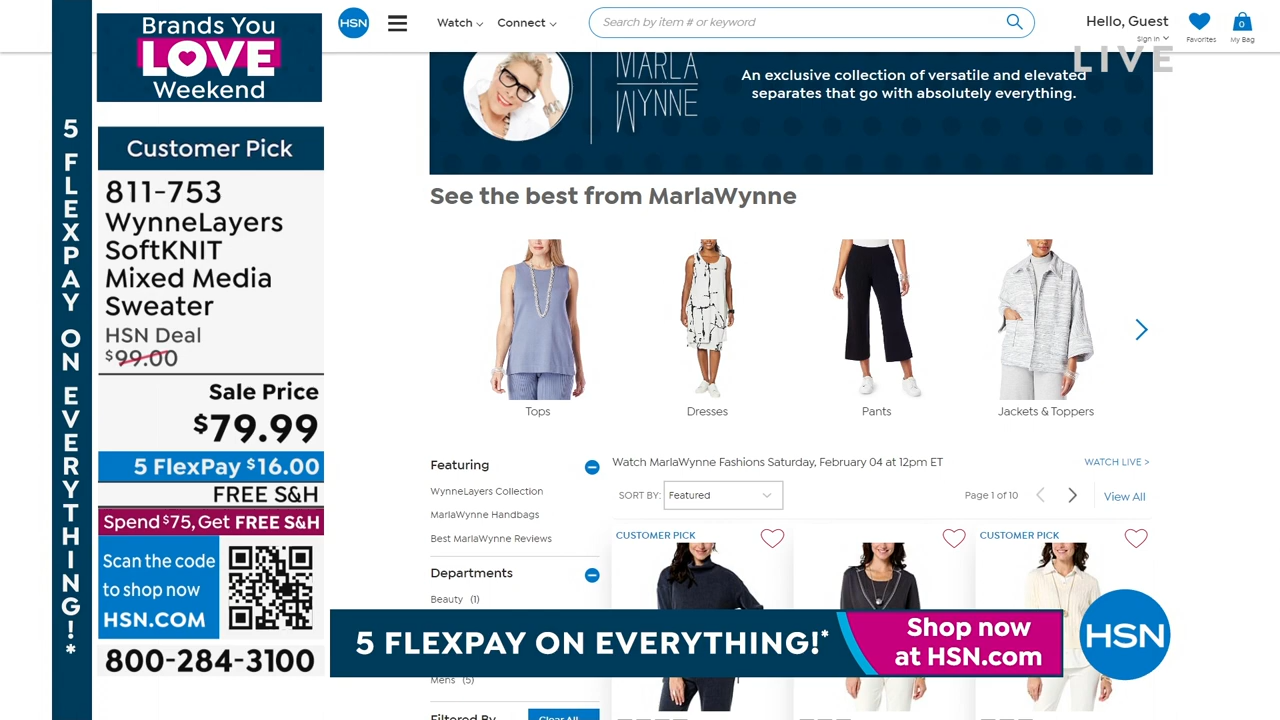 Brands You
LOVE
Weekend
5 FLEXPAY ON EVERYTHING!*
Customer Pick
811-753
WynneLayers
SoftKNIT
Mixed Media
Sweater
HSN Deal
$99.00
Sale Price
$79.99
5 FlexPay $16.00
FREE S&H
Spend $75, Get FREE S&H
Scan the code
to shop now
HSN.COM
800-284-3100
HSN
Watch
Connect
Search by item # or keyword
Hello, Guest
Sign In
Favorites
0
My Bag
LIVE
MARLA
WYNNE
An exclusive collection of versatile and elevated
separates that go with absolutely everything.
See the best from MarlaWynne
Tops
Dresses
Pants
Jackets & Toppers
Featuring
WynneLayers Collection
MarlaWynne Handbags
Best MarlaWynne Reviews
Departments
Beauty (1)
Mens (5)
Filtered By
Clear All
Watch MarlaWynne Fashions Saturday, February 04 at 12pm ET
WATCH LIVE >
SORT BY: Featured
Page 1 of 10
View All
CUSTOMER PICK
CUSTOMER PICK
5 FLEXPAY ON EVERYTHING!*
Shop now
at HSN.com
HSN